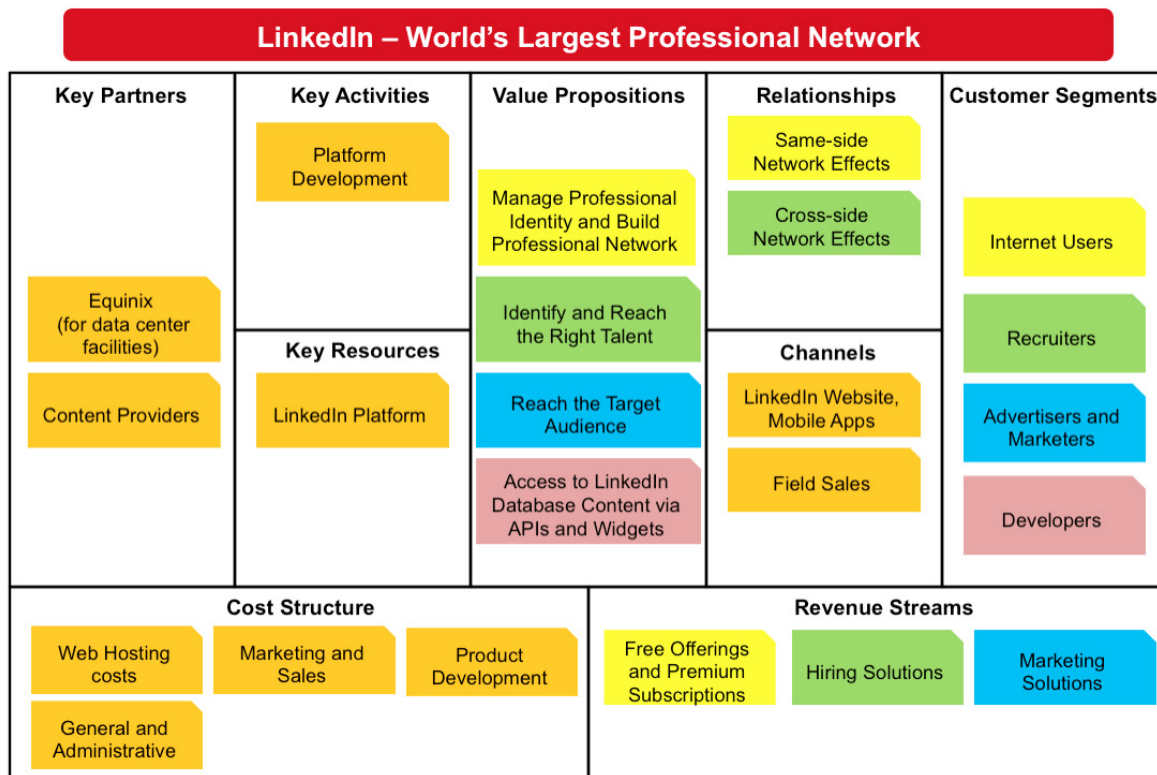 LinkedIn – World's Largest Professional Network
Key Partners
Equinix
(for data center
facilities)
Content Providers
Key Activities
Platform
Development
Key Resources
LinkedIn Platform
Value Propositions
Manage Professional
Identity and Build
Professional Network
Identify and Reach
the Right Talent
Reach the Target
Audience
Access to LinkedIn
Database Content via
APIs and Widgets
Relationships
Same-side
Network Effects
Cross-side
Network Effects
Channels
LinkedIn Website,
Mobile Apps
Field Sales
Customer Segments
Internet Users
Recruiters
Advertisers and
Marketers
Developers
Cost Structure
Web Hosting
costs
Marketing and
Sales
Product
Development
General and
Administrative
Revenue Streams
Free Offerings
and Premium
Subscriptions
Hiring Solutions
Marketing
Solutions